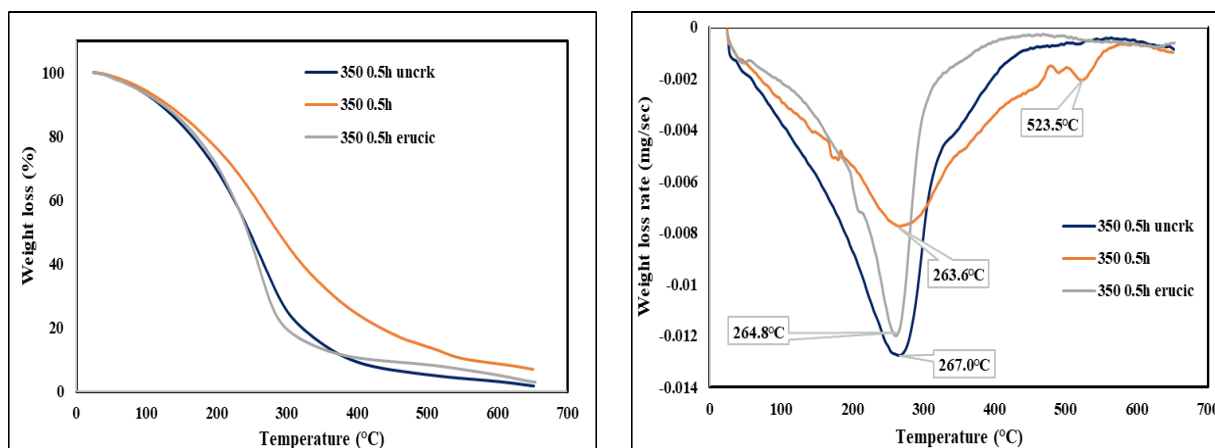 Weight loss (%)
100
80
60
40
20
0
350 0.5h uncrk
350 0.5h
350 0.5h erucic
0 100 200 300 400 500 600 700
Temperature (°C)
Weight loss rate (mg/sec)
0
-0.002
-0.004
-0.006
-0.008
-0.01
-0.012
-0.014
523.5°C
350 0.5h uncrk
350 0.5h
350 0.5h erucic
263.6°C
264.8°C
267.0°C
0 100 200 300 400 500 600 700
Temperature (°C)